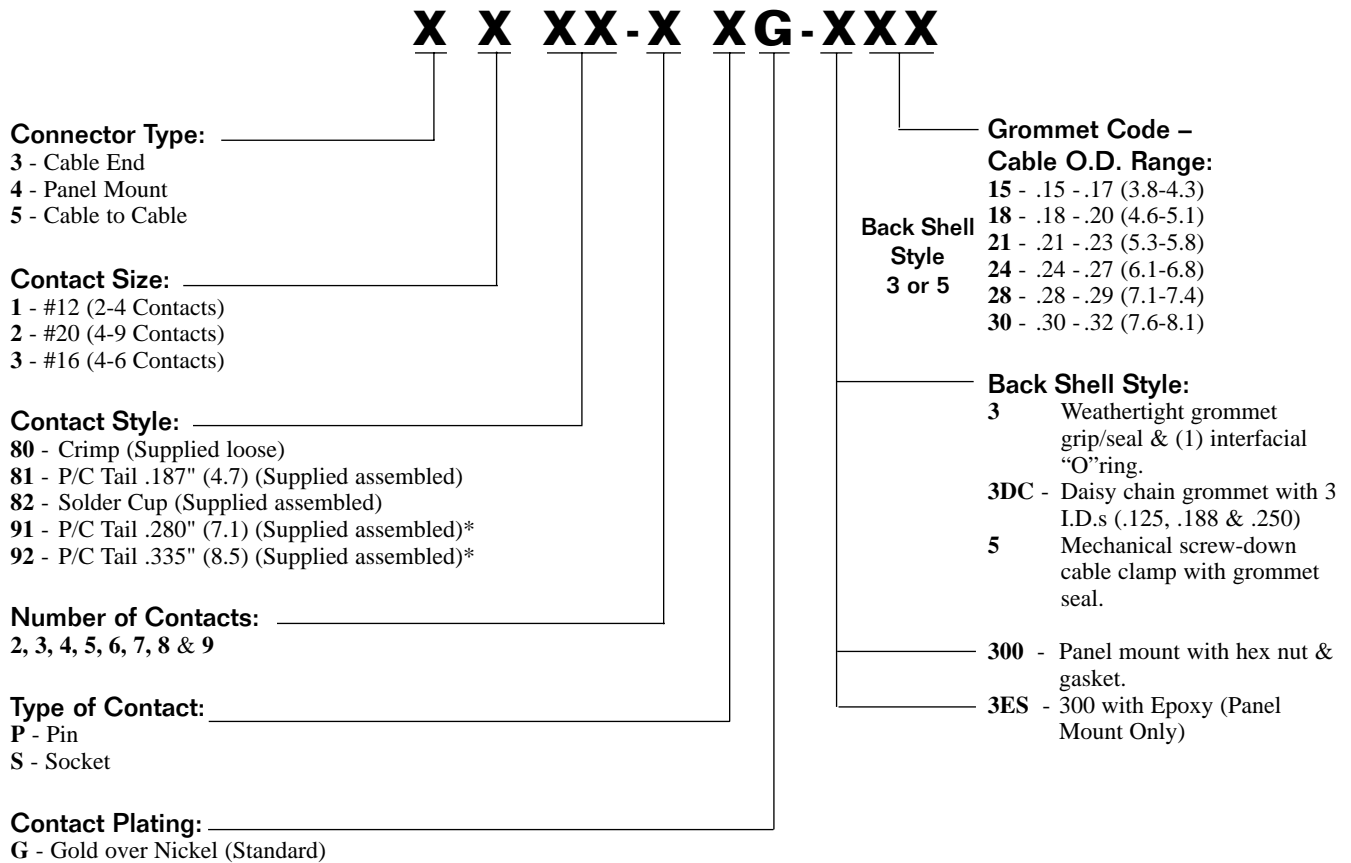 X X XX-X XG-XXX
Connector Type:
3 - Cable End
4 - Panel Mount
5 - Cable to Cable
Contact Size:
1 - #12 (2-4 Contacts)
2 - #20 (4-9 Contacts)
3 - #16 (4-6 Contacts)
Contact Style:
80 - Crimp (Supplied loose)
81 - P/C Tail .187" (4.7) (Supplied assembled)
82 - Solder Cup (Supplied assembled)
91 - P/C Tail .280" (7.1) (Supplied assembled)*
92 - P/C Tail .335" (8.5) (Supplied assembled)*
Number of Contacts:
2, 3, 4, 5, 6, 7, 8 & 9
Type of Contact:
P - Pin
S - Socket
Contact Plating:
G - Gold over Nickel (Standard)
Grommet Code –
Cable O.D. Range:
15 - .15 -.17 (3.8-4.3)
18 - .18 -.20 (4.6-5.1)
21 - .21 -.23 (5.3-5.8)
24 - .24 -.27 (6.1-6.8)
28 - .28 -.29 (7.1-7.4)
30 - .30 -.32 (7.6-8.1)
Back Shell
Style
3 or 5
Back Shell Style:
3 Weathertight grommet
grip/seal & (1) interfacial
“O”ring.
3DC - Daisy chain grommet with 3
I.D.s (.125, .188 & .250)
5 Mechanical screw-down
cable clamp with grommet
seal.
300 - Panel mount with hex nut &
gasket.
3ES - 300 with Epoxy (Panel
Mount Only)